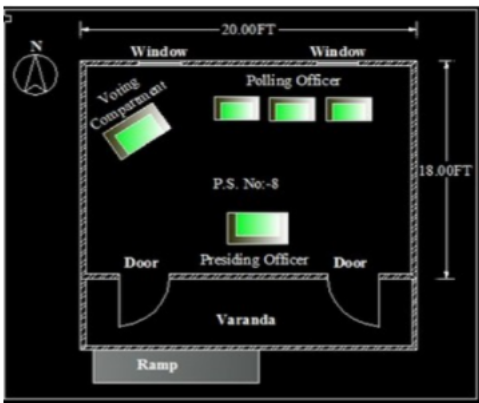 20.00FT
N
Window
Window
Polling Officer
Voting
Compartment
18.00FT
P.S. No:-8
Presiding Officer
Door
Door
Varanda
Ramp